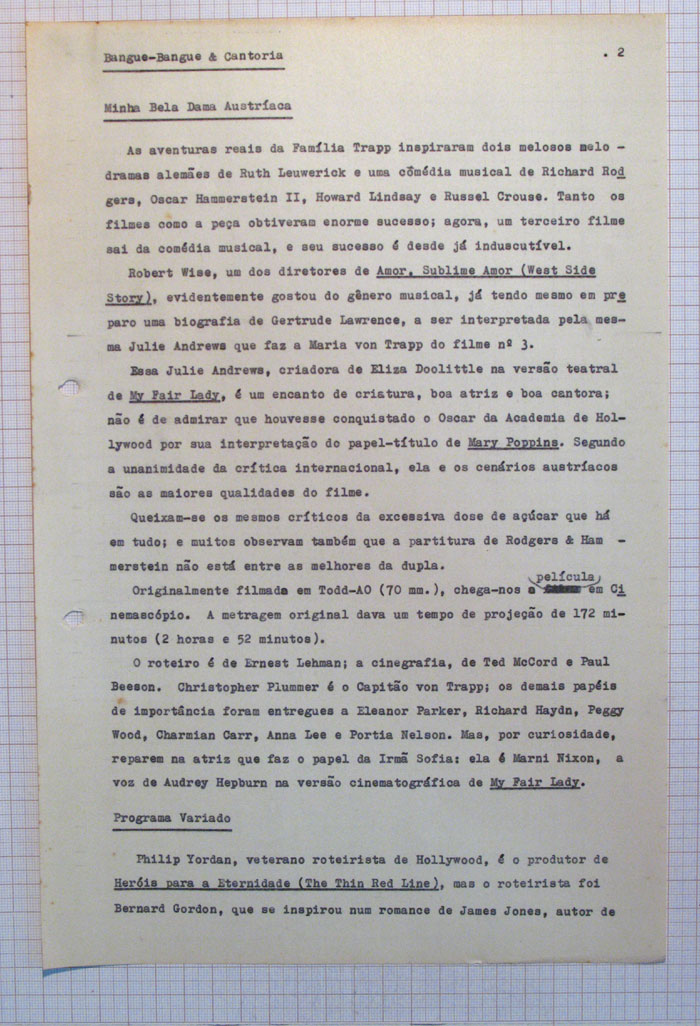 Bangue-Bangue & Cantoria . 2
Minha Bela Dama Austríaca
As aventuras reais da Família Trapp inspiraram dois melosos melo -
dramas alemães de Ruth Leuwerick e uma cômédia musical de Richard Rod
gers, Oscar Hammerstein II, Howard Lindsay e Russel Crouse. Tanto os
filmes como a peça obtiveram enorme sucesso; agora, um terceiro filme
sai da comédia musical, e seu sucesso é desde já induscutível.
Robert Wise, um dos diretores de Amor, Sublime Amor (West Side
Story), evidentemente gostou do gênero musical, já tendo mesmo em pre
paro uma biografia de Gertrude Lawrence, a ser interpretada pela mes-
ma Julie Andrews que faz a Maria von Trapp do filme nº 3.
Essa Julie Andrews, criadora de Eliza Doolittle na versão teatral
de My Fair Lady, é um encanto de criatura, boa atriz e boa cantora;
não é de admirar que houvesse conquistado o Oscar da Academia de Hol-
lywood por sua interpretação do papel-título de Mary Poppins. Segundo
a unanimidade da crítica internacional, ela e os cenários austríacos
são as maiores qualidades do filme.
Queixam-se os mesmos críticos da excessiva dose de açúcar que há
em tudo; e muitos observam também que a partitura de Rodgers & Ham -
merstein não está entre as melhores da dupla.
película
Originalmente filmada em Todd-AO (70 mm.), chega-nos a em Ci
nemascópio. A metragem original dava um tempo de projeção de 172 mi-
nutos (2 horas e 52 minutos).
O roteiro é de Ernest Lehman; a cinegrafia, de Ted McCord e Paul
Beeson. Christopher Plummer é o Capitão von Trapp; os demais papéis
de importância foram entregues a Eleanor Parker, Richard Haydn, Peggy
Wood, Charmian Carr, Anna Lee e Portia Nelson. Mas, por curiosidade,
reparem na atriz que faz o papel da Irmã Sofia: ela é Marni Nixon, a
voz de Audrey Hepburn na versão cinematográfica de My Fair Lady.
Programa Variado
Philip Yordan, veterano roteirista de Hollywood, é o produtor de
Heróis para a Eternidade (The Thin Red Line), mas o roteirista foi
Bernard Gordon, que se inspirou num romance de James Jones, autor de